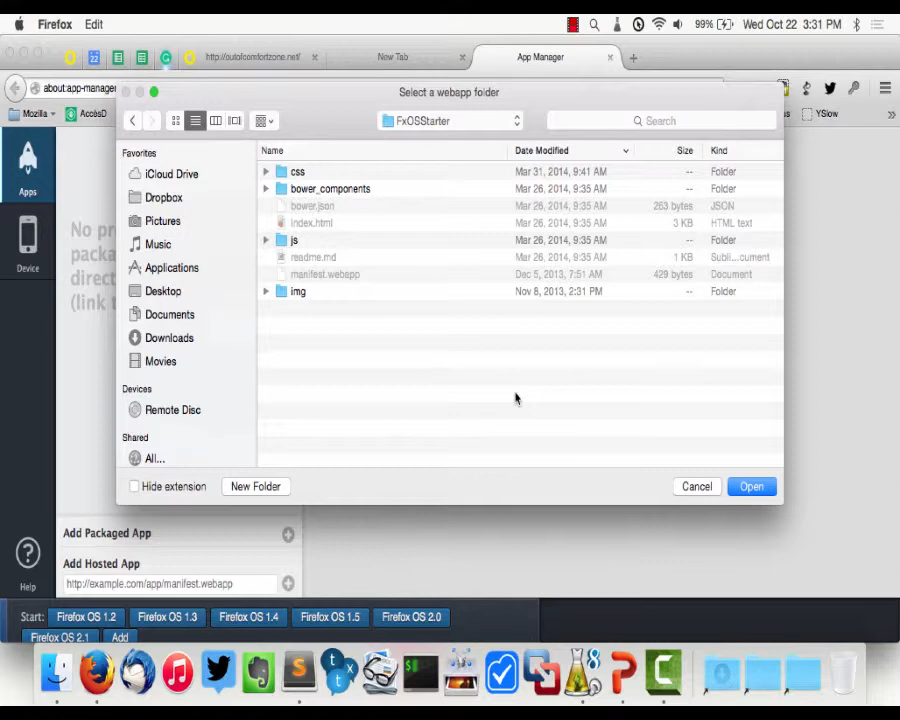 Firefox Edit 99% Wed Oct 22 3:31 PM
http://outofcomfortzone.net/ New Tab App Manager
about:app-manager
Mozilla AccèsD YSlow
Select a webapp folder
FxOSStarter Search
Favorites
iCloud Drive
Dropbox
Pictures
Music
Applications
Desktop
Documents
Downloads
Movies
Devices
Remote Disc
Shared
All...
Name Date Modified Size Kind
css Mar 31, 2014, 9:41 AM -- Folder
bower_components Mar 26, 2014, 9:35 AM -- Folder
bower.json Mar 26, 2014, 9:35 AM 263 bytes JSON
index.html Mar 26, 2014, 9:35 AM 3 KB HTML text
js Mar 26, 2014, 9:35 AM -- Folder
readme.md Mar 26, 2014, 9:35 AM 1 KB Subli...cument
manifest.webapp Dec 5, 2013, 7:51 AM 429 bytes Document
img Nov 8, 2013, 2:31 PM -- Folder
Hide extension New Folder Cancel Open
Apps
Device
Help
No pr
packa
direct
(link t
Add Packaged App
Add Hosted App
http://example.com/app/manifest.webapp
Start: Firefox OS 1.2 Firefox OS 1.3 Firefox OS 1.4 Firefox OS 1.5 Firefox OS 2.0
Firefox OS 2.1 Add